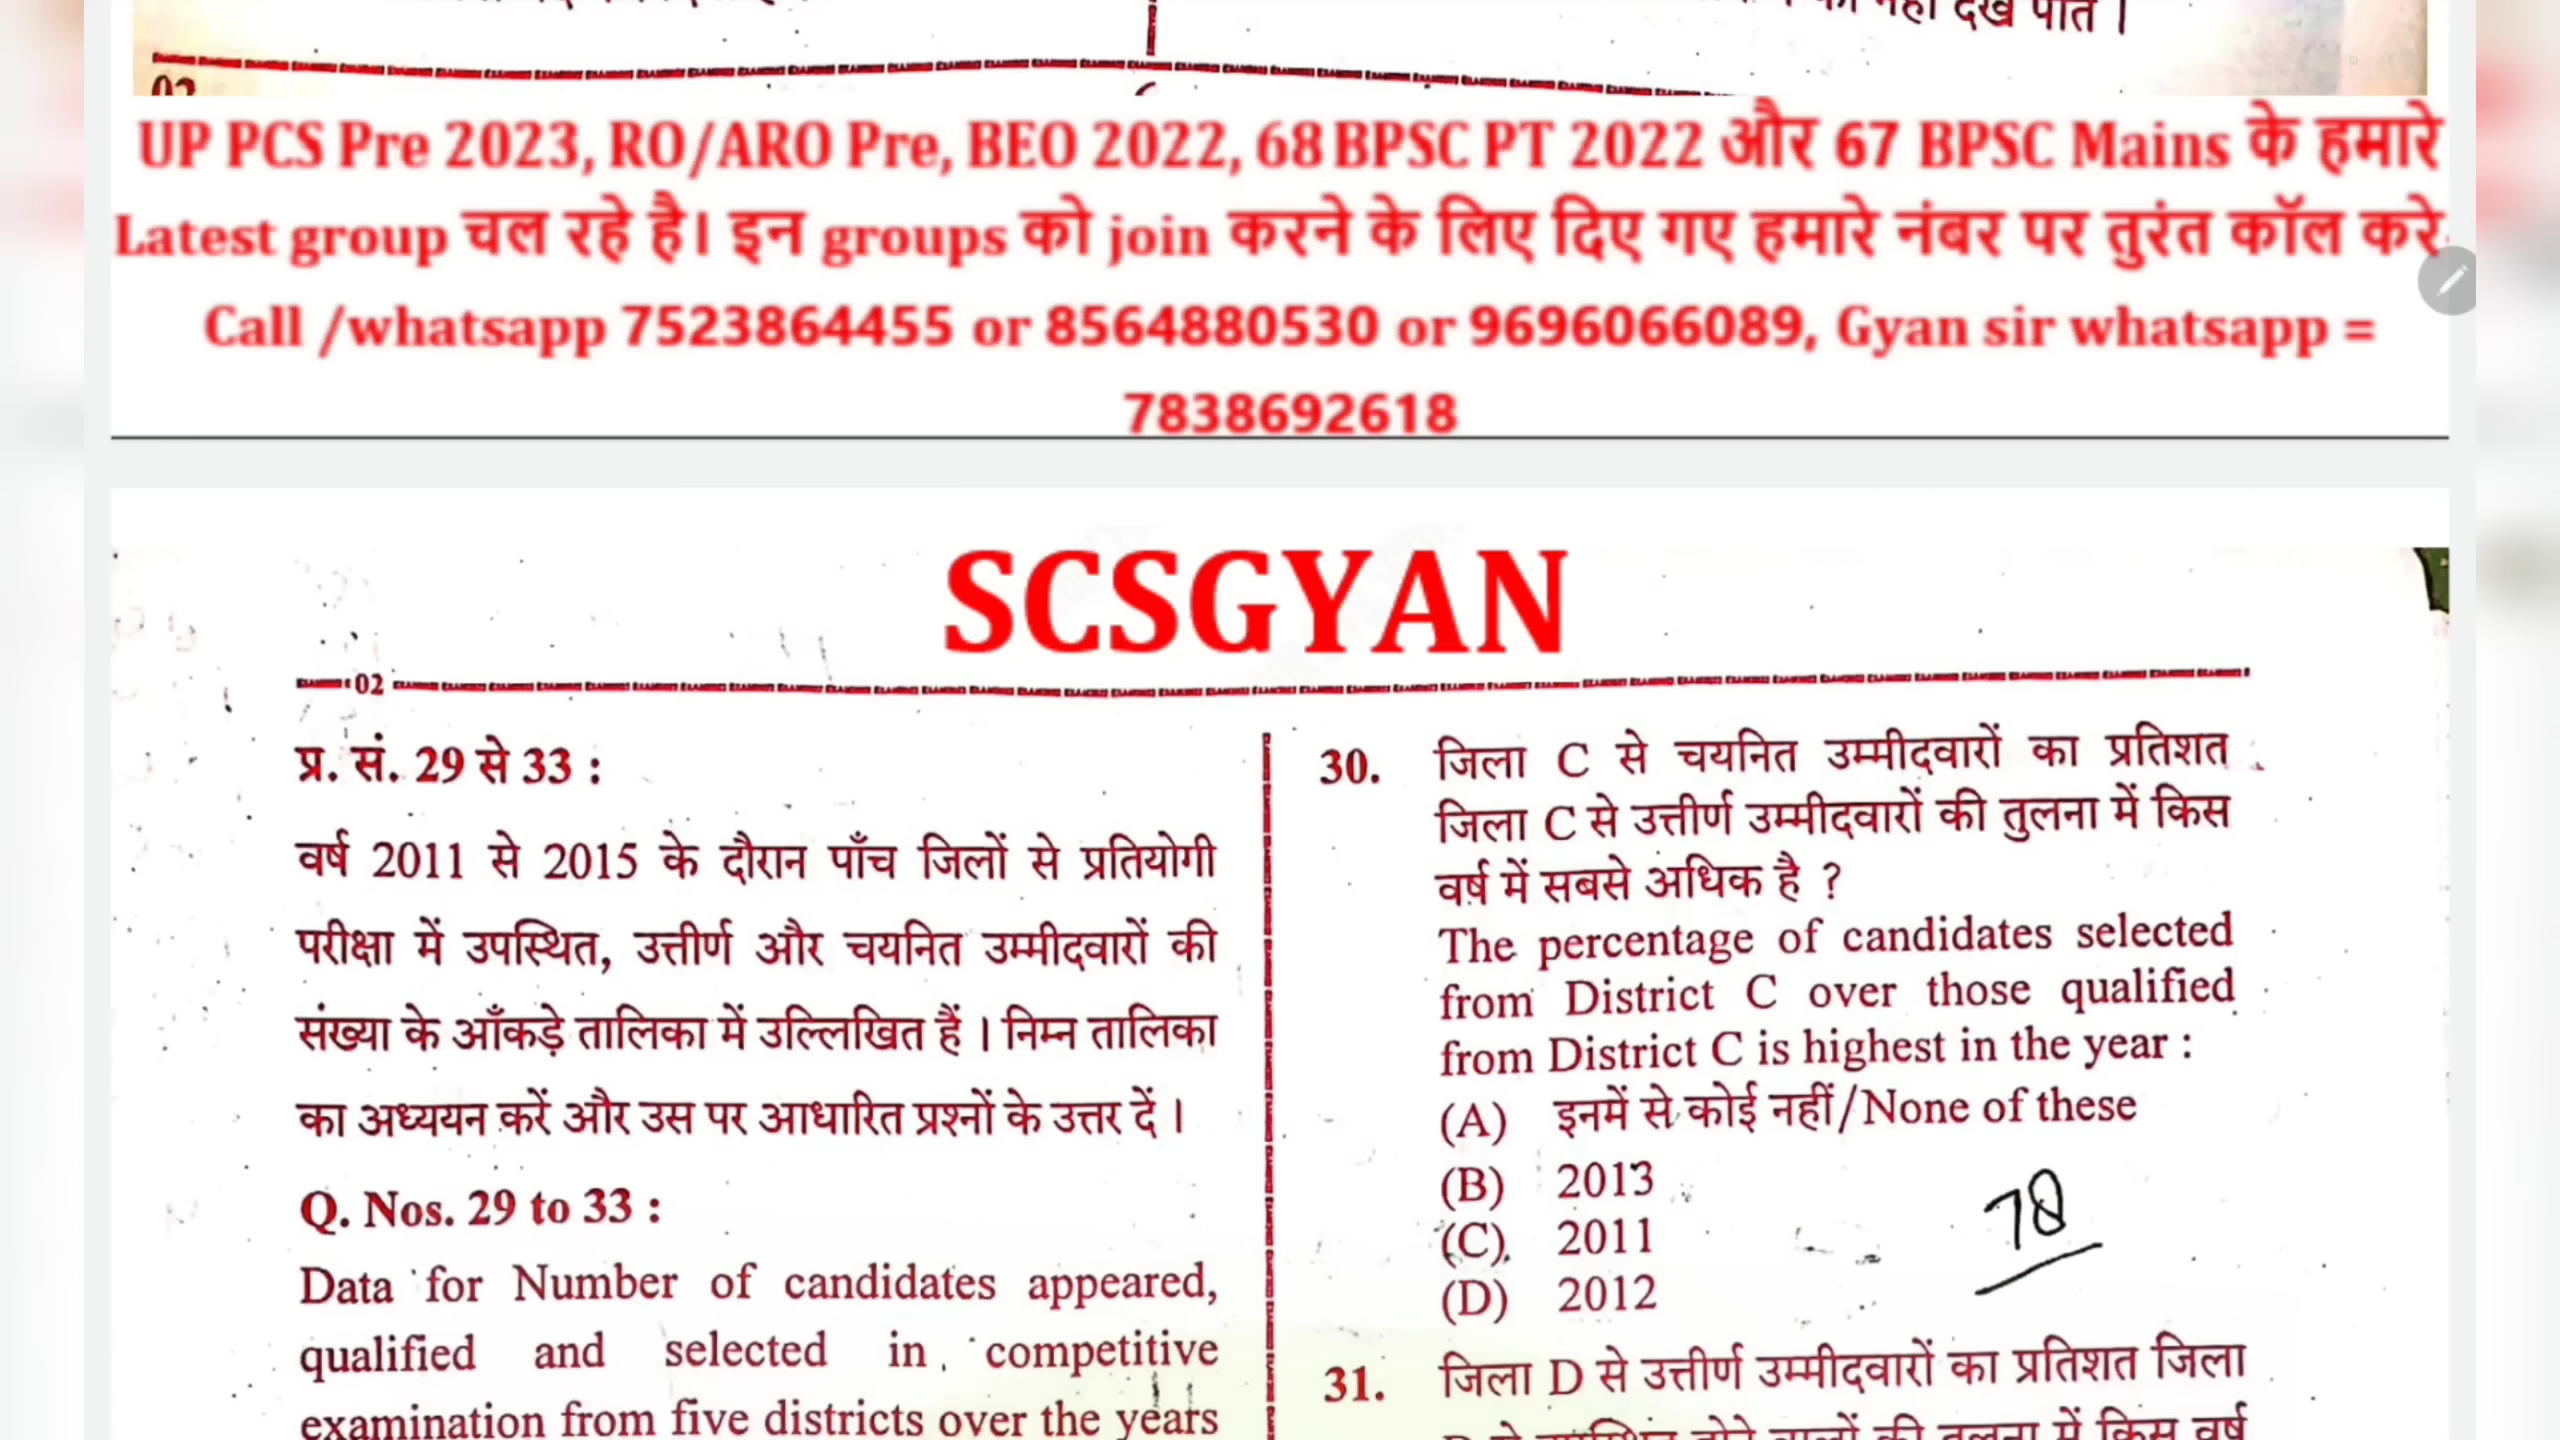 नहीं देख पाते ।
UP PCS Pre 2023, RO/ARO Pre, BEO 2022, 68 BPSC PT 2022 और 67 BPSC Mains के हमारे
Latest group चल रहे है। इन groups को join करने के लिए दिए गए हमारे नंबर पर तुरंत कॉल करे.
Call /whatsapp 7523864455 or 8564880530 or 9696066089, Gyan sir whatsapp =
7838692618
SCSGYAN
02
प्र. सं. 29 से 33 :
वर्ष 2011 से 2015 के दौरान पाँच जिलों से प्रतियोगी
परीक्षा में उपस्थित, उत्तीर्ण और चयनित उम्मीदवारों की
संख्या के आँकड़े तालिका में उल्लिखित हैं । निम्न तालिका
का अध्ययन करें और उस पर आधारित प्रश्नों के उत्तर दें ।
Q. Nos. 29 to 33 :
Data for Number of candidates appeared,
qualified and selected in competitive
examination from five districts over the years
30. जिला C से चयनित उम्मीदवारों का प्रतिशत
जिला C से उत्तीर्ण उम्मीदवारों की तुलना में किस
वर्ष में सबसे अधिक है ?
The percentage of candidates selected
from District C over those qualified
from District C is highest in the year :
(A) इनमें से कोई नहीं/None of these
(B) 2013
(C) 2011
(D) 2012
78
31. जिला D से उत्तीर्ण उम्मीदवारों का प्रतिशत जिला
की तुलना में किस वर्ष